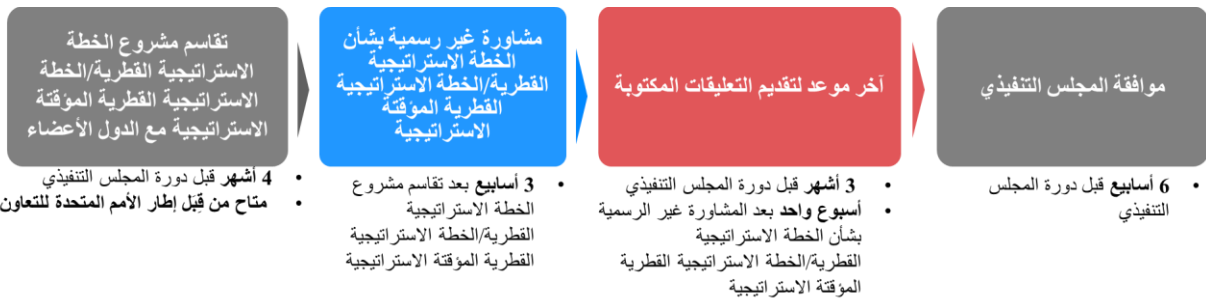 تقاسم مشروع الخطة
الاستراتيجية القطرية/الخطة
الاستراتيجية القطرية المؤقتة
الاستراتيجية مع الدول الأعضاء
• 4 أشهر قبل دورة المجلس التنفيذي
• متاح من قِبَل إطار الأمم المتحدة للتعاون
مشاورة غير رسمية بشأن
الخطة الاستراتيجية
القطرية/الخطة الاستراتيجية
القطرية المؤقتة
الاستراتيجية
• 3 أسابيع بعد تقاسم مشروع
الخطة الاستراتيجية
القطرية/الخطة الاستراتيجية
القطرية المؤقتة الاستراتيجية
آخر موعد لتقديم التعليقات المكتوبة
• 3 أشهر قبل دورة المجلس التنفيذي
• أسبوع واحد بعد المشاورة غير الرسمية
بشأن الخطة الاستراتيجية
القطرية/الخطة الاستراتيجية القطرية
المؤقتة الاستراتيجية
موافقة المجلس التنفيذي
• 6 أسابيع قبل دورة المجلس
التنفيذي